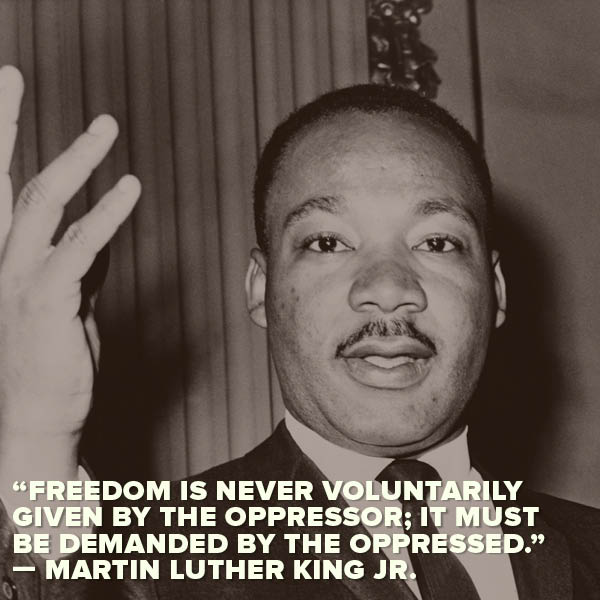 “FREEDOM IS NEVER VOLUNTARILY
GIVEN BY THE OPPRESSOR; IT MUST
BE DEMANDED BY THE OPPRESSED.”
— MARTIN LUTHER KING JR.